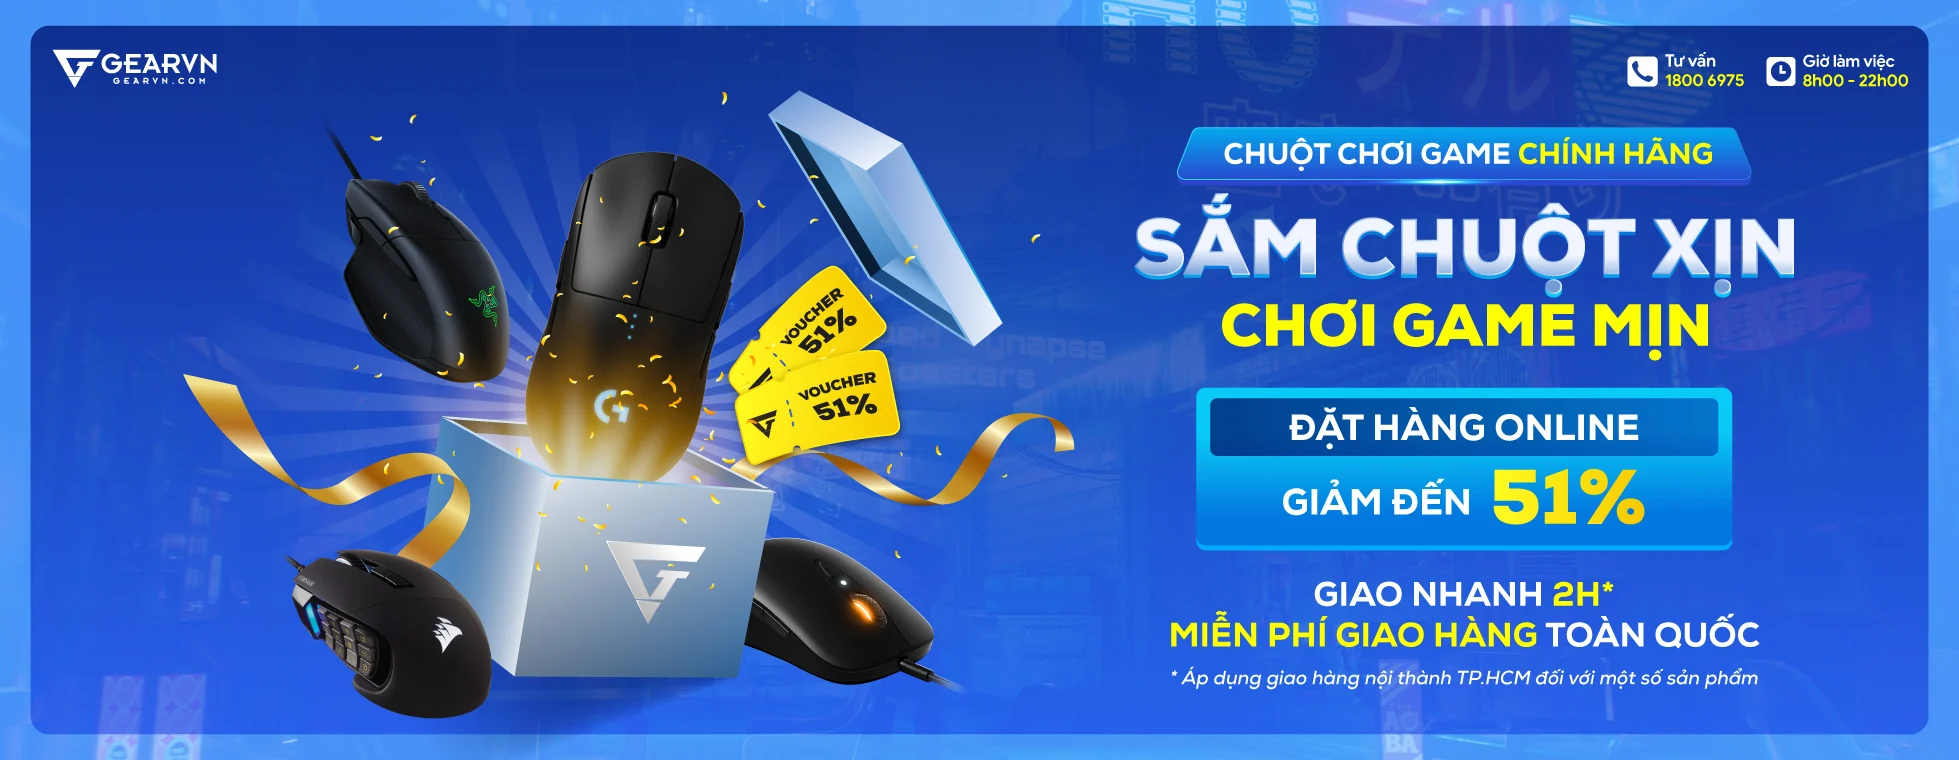 GEARVN
GEARVN.COM
Tư vấn
1800 6975
Giờ làm việc
8h00 - 22h00
CHUỘT CHƠI GAME CHÍNH HÃNG
SẮM CHUỘT XỊN
CHƠI GAME MỊN
VOUCHER
51%
VOUCHER
51%
ĐẶT HÀNG ONLINE
GIẢM ĐẾN 51%
GIAO NHANH 2H*
MIỄN PHÍ GIAO HÀNG TOÀN QUỐC
* Áp dụng giao hàng nội thành TP.HCM đối với một số sản phẩm